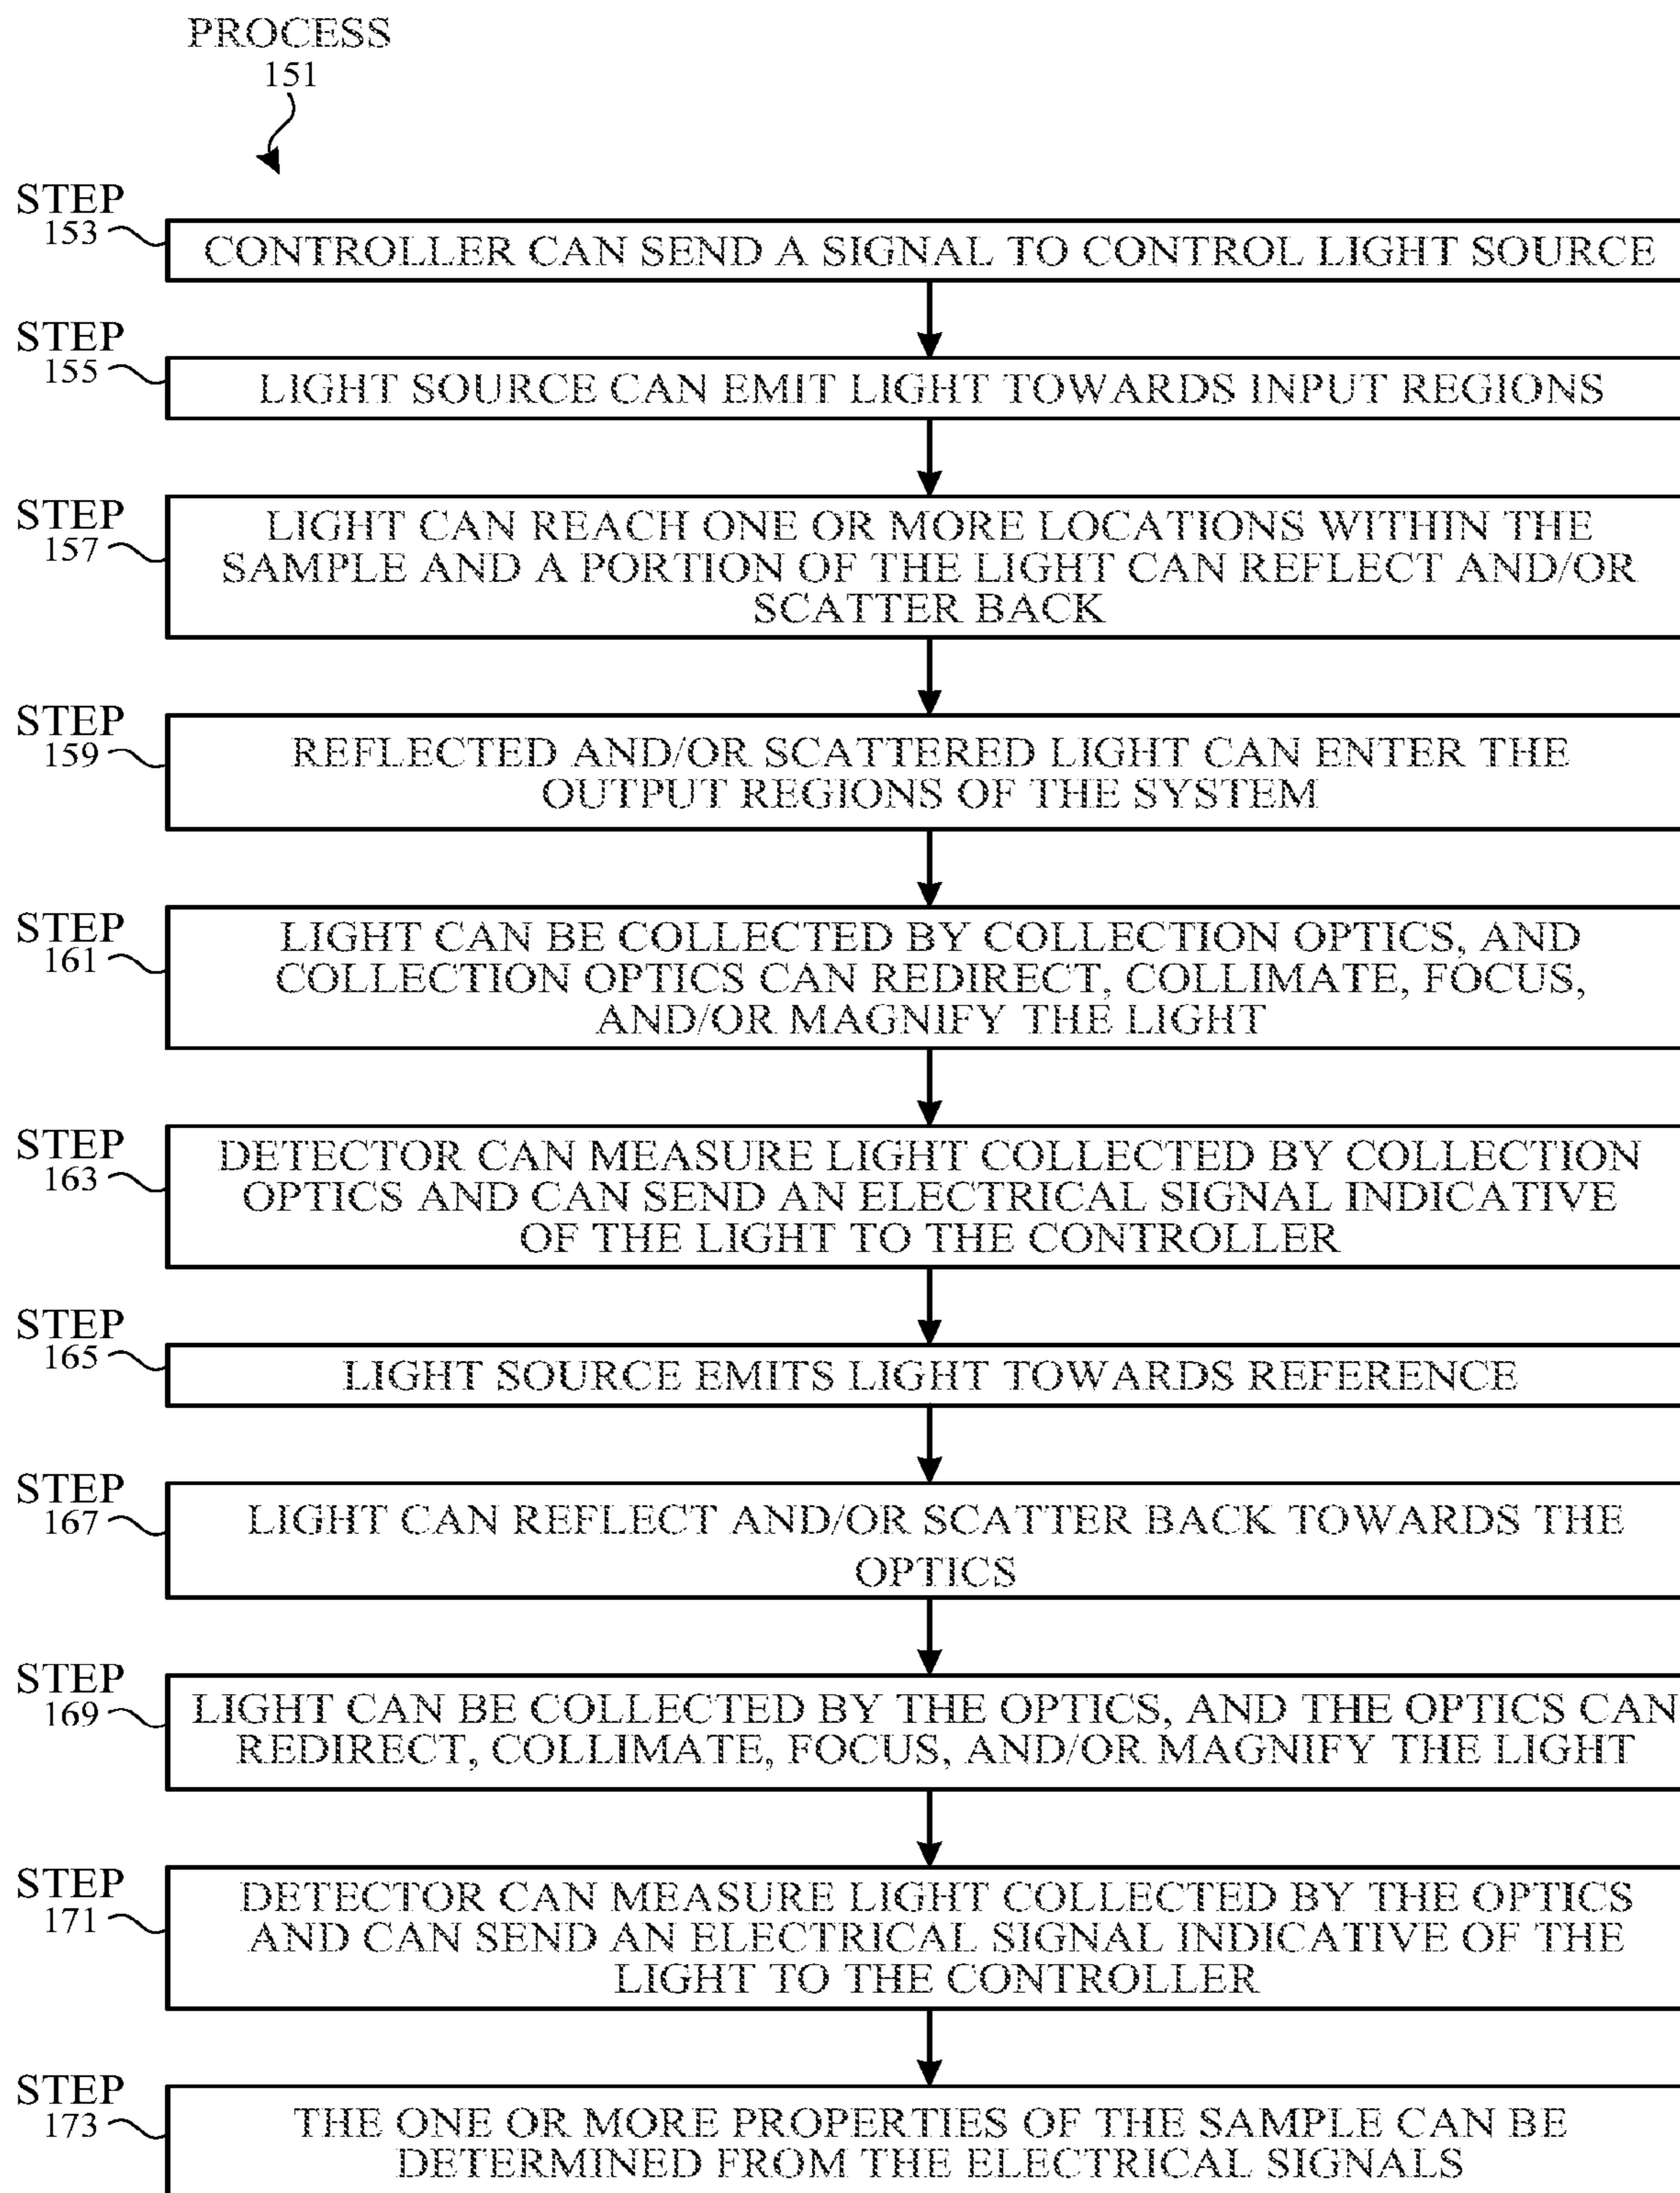 PROCESS
151
STEP
153
CONTROLLER CAN SEND A SIGNAL TO CONTROL LIGHT SOURCE
STEP
155
LIGHT SOURCE CAN EMIT LIGHT TOWARDS INPUT REGIONS
STEP
157
LIGHT CAN REACH ONE OR MORE LOCATIONS WITHIN THE
SAMPLE AND A PORTION OF THE LIGHT CAN REFLECT AND/OR
SCATTER BACK
STEP
159
REFLECTED AND/OR SCATTERED LIGHT CAN ENTER THE
OUTPUT REGIONS OF THE SYSTEM
STEP
161
LIGHT CAN BE COLLECTED BY COLLECTION OPTICS, AND
COLLECTION OPTICS CAN REDIRECT, COLLIMATE, FOCUS,
AND/OR MAGNIFY THE LIGHT
STEP
163
DETECTOR CAN MEASURE LIGHT COLLECTED BY COLLECTION
OPTICS AND CAN SEND AN ELECTRICAL SIGNAL INDICATIVE
OF THE LIGHT TO THE CONTROLLER
STEP
165
LIGHT SOURCE EMITS LIGHT TOWARDS REFERENCE
STEP
167
LIGHT CAN REFLECT AND/OR SCATTER BACK TOWARDS THE
OPTICS
STEP
169
LIGHT CAN BE COLLECTED BY THE OPTICS, AND THE OPTICS CAN
REDIRECT, COLLIMATE, FOCUS, AND/OR MAGNIFY THE LIGHT
STEP
171
DETECTOR CAN MEASURE LIGHT COLLECTED BY THE OPTICS
AND CAN SEND AN ELECTRICAL SIGNAL INDICATIVE OF THE
LIGHT TO THE CONTROLLER
STEP
173
THE ONE OR MORE PROPERTIES OF THE SAMPLE CAN BE
DETERMINED FROM THE ELECTRICAL SIGNALS